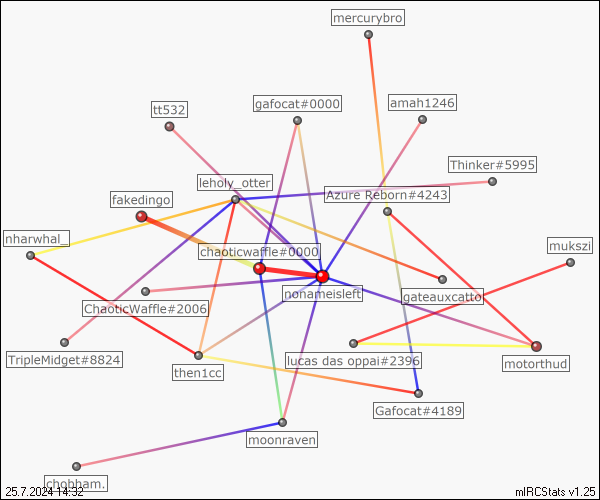 mercurybro
gafocat#0000
amah1246
tt532
Thinker#5995
leholy_otter
Azure Reborn#4243
fakedingo
nharwhal_
chaoticwaffle#0000
mukszi
nonameisleft
gateauxcatto
ChaoticWaffle#2006
TripleMidget#8824
lucas das oppai#2396
motorthud
then1cc
Gafocat#4189
moonraven
chobham.
25.7.2024 14:32
mIRCStats v1.25